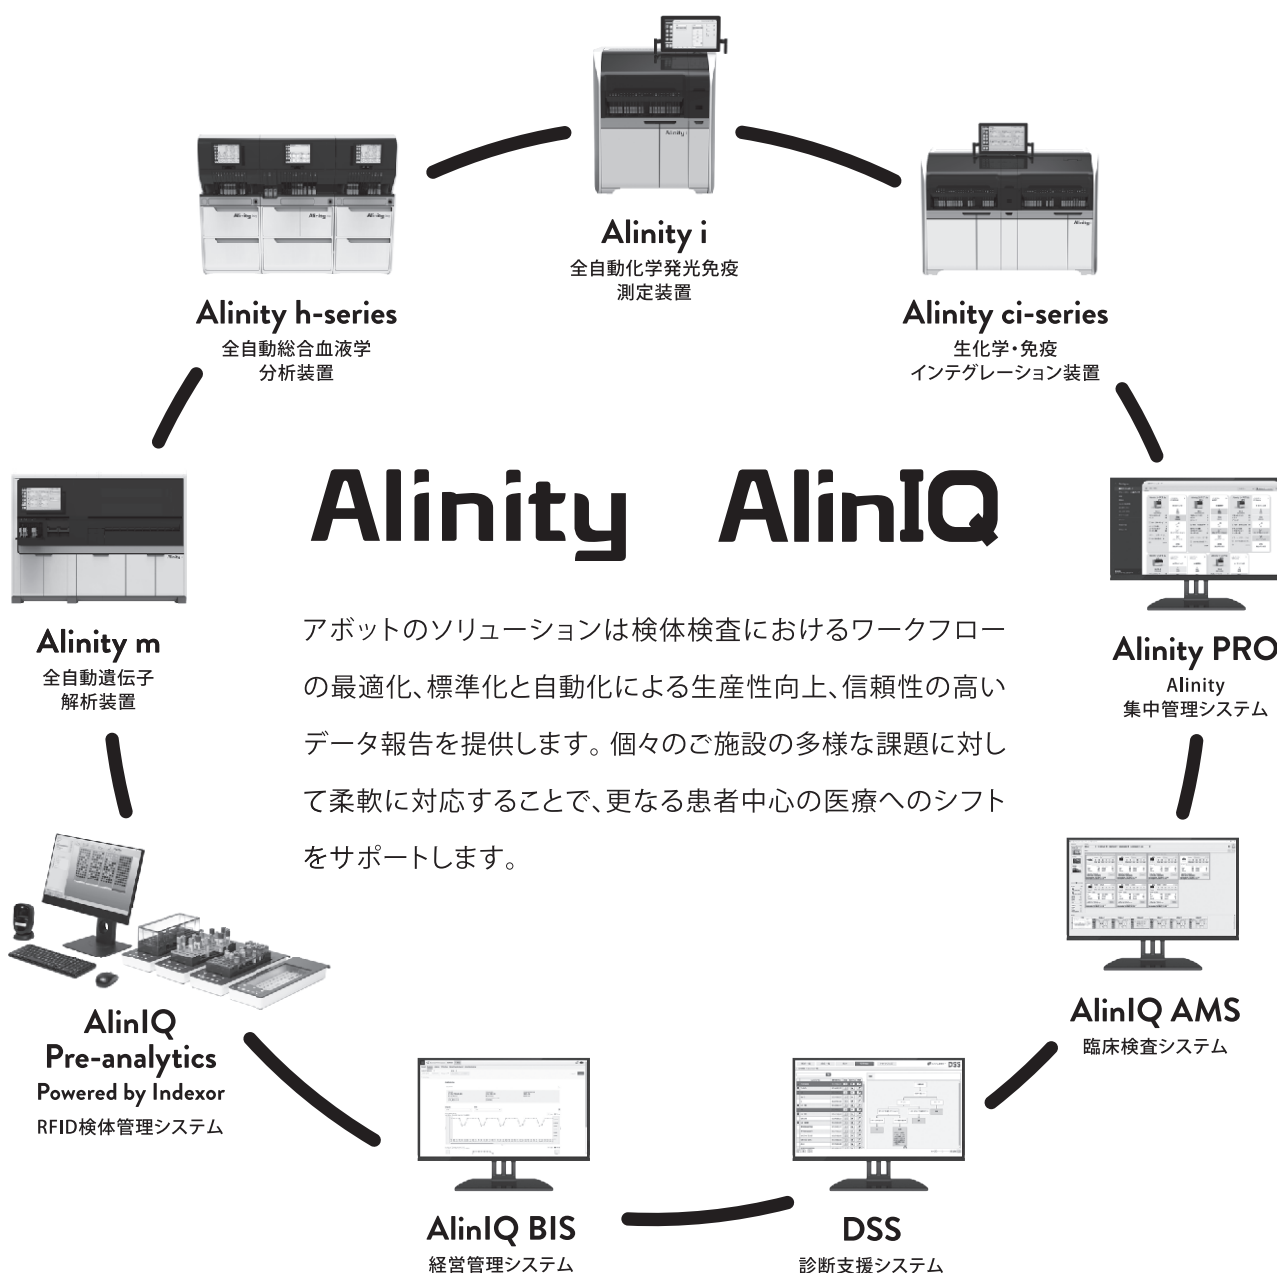 Alinity i
全自動化学発光免疫
測定装置
Alinity h-series
全自動総合血液学
分析装置
Alinity ci-series
生化学・免疫
インテグレーション装置
Alinity AlinIQ
アボットのソリューションは検体検査におけるワークフロー
の最適化、標準化と自動化による生産性向上、信頼性の高い
データ報告を提供します。個々のご施設の多様な課題に対し
て柔軟に対応することで、更なる患者中心の医療へのシフト
をサポートします。
Alinity m
全自動遺伝子
解析装置
Alinity PRO
Alinity
集中管理システム
AlinIQ
Pre-analytics
Powered by Indexor
RFID検体管理システム
AlinIQ AMS
臨床検査システム
AlinIQ BIS
経営管理システム
DSS
DSS
診断支援システム